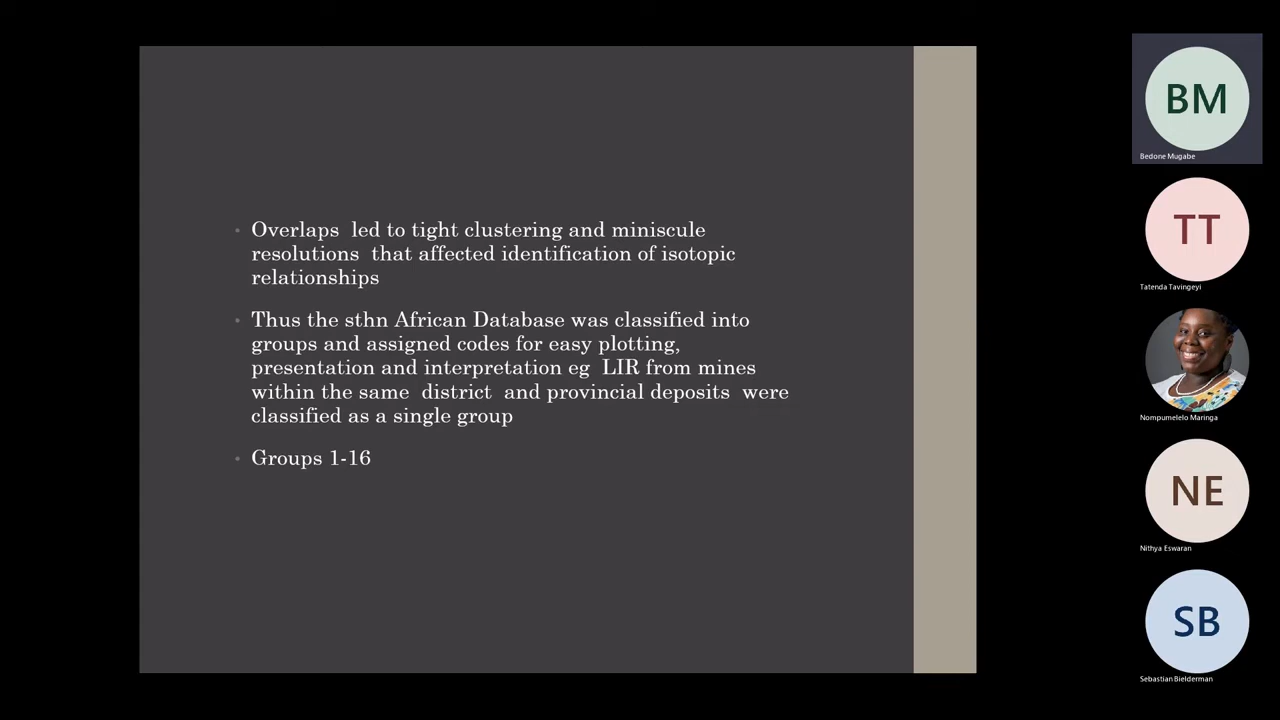 Overlaps led to tight clustering and miniscule
resolutions that affected identification of isotopic
relationships
Thus the sthn African Database was classified into
groups and assigned codes for easy plotting,
presentation and interpretation eg LIR from mines
within the same district and provincial deposits were
classified as a single group
Groups 1-16
BM
Bedone Mugabe
TT
Tatenda Tavingeyi
Nompumelelo Maringa
NE
Nithya Eswaran
SB
Sebastian Bielderman